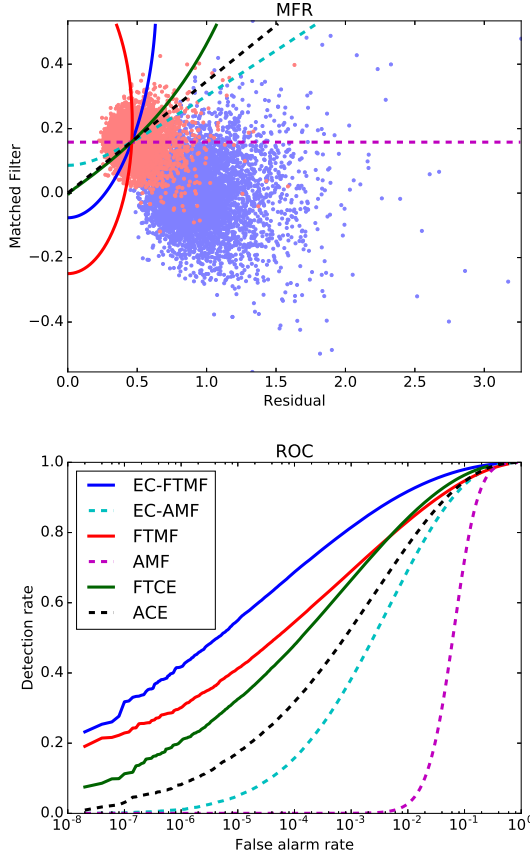 MFR
0.4
0.2
0.0
−0.2
−0.4
Matched Filter
0.0 0.5 1.0 1.5 2.0 2.5 3.0
Residual
ROC
1.0
0.8
0.6
0.4
0.2
0.0
Detection rate
EC-FTMF
EC-AMF
FTMF
AMF
FTCE
ACE
10^-8 10^-7 10^-6 10^-5 10^-4 10^-3 10^-2 10^-1 10^0
False alarm rate